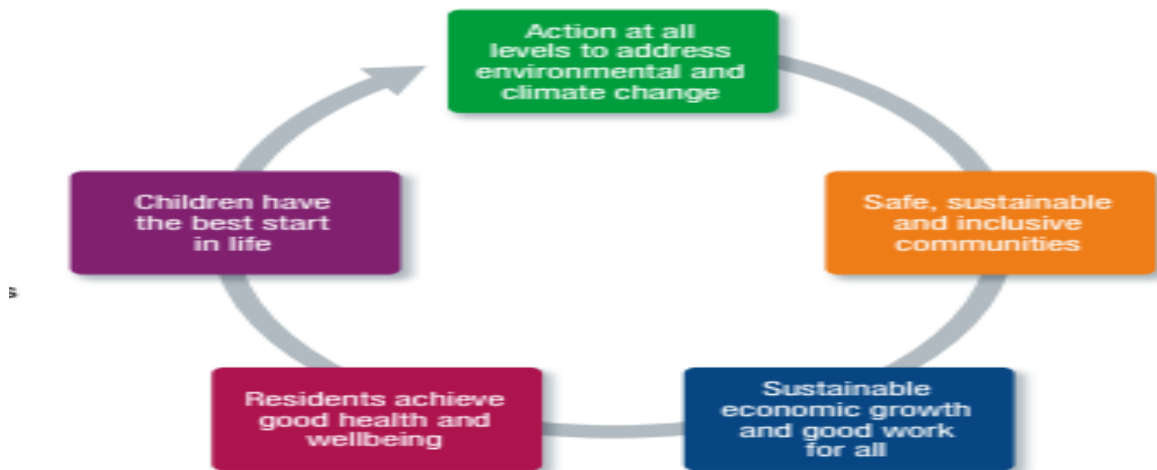 Action at all
levels to address
environmental and
climate change
Safe, sustainable
and inclusive
communities
Sustainable
economic growth
and good work
for all
Residents achieve
good health and
wellbeing
Children have
the best start
in life
s